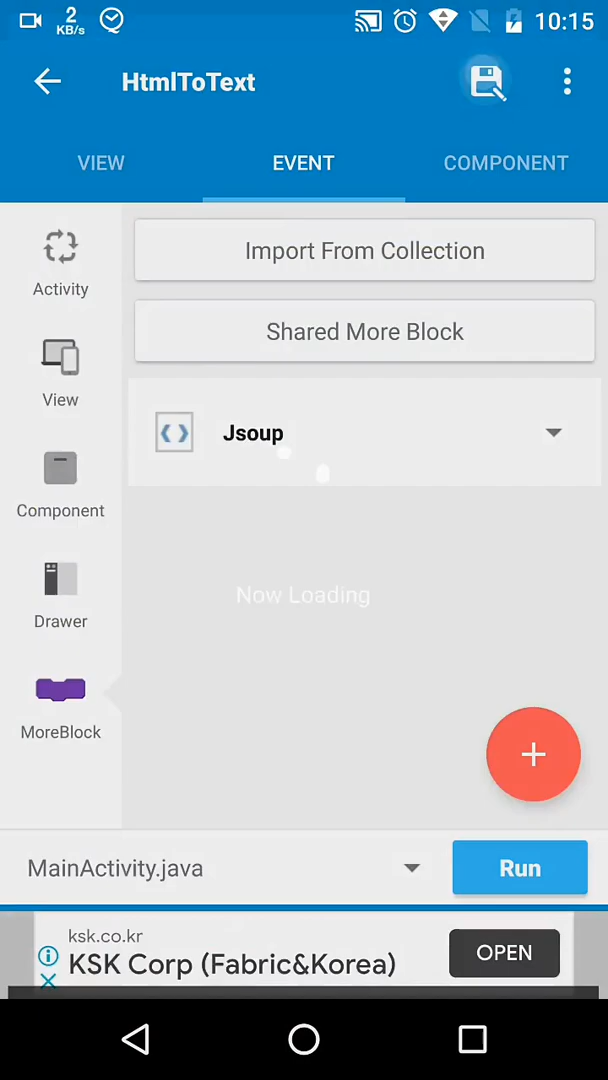 2
KB/s
10:15
HtmlToText
VIEW
EVENT
COMPONENT
Import From Collection
Activity
Shared More Block
View
Jsoup
Component
Now Loading
Drawer
MoreBlock
MainActivity.java
Run
ksk.co.kr
KSK Corp (Fabric&Korea)
OPEN